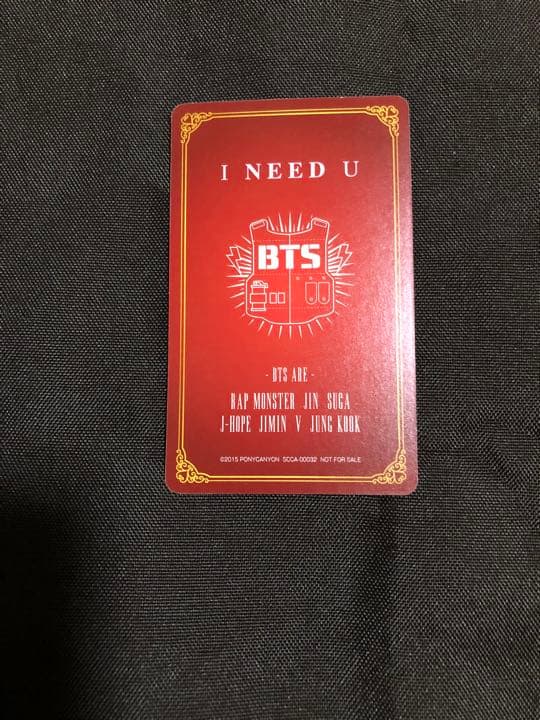 I NEED U
BTS
- BTS ARE -
RAP MONSTER JIN SUGA
J-HOPE JIMIN V JUNG KOOK
©2015 PONYCANYON SCCA-00032 NOT FOR SALE